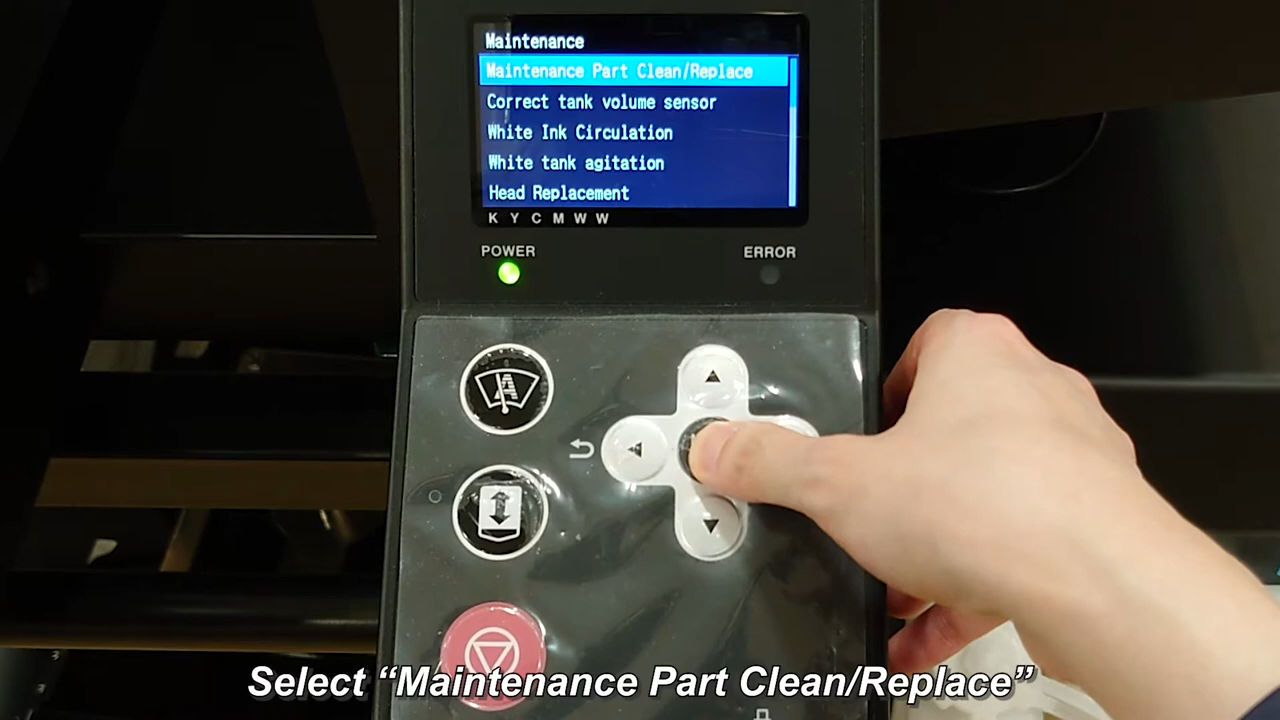 Maintenance
Maintenance Part Clean/Replace
Correct tank volume sensor
White Ink Circulation
White tank agitation
Head Replacement
K Y C M W W
POWER
ERROR
Select “Maintenance Part Clean/Replace”